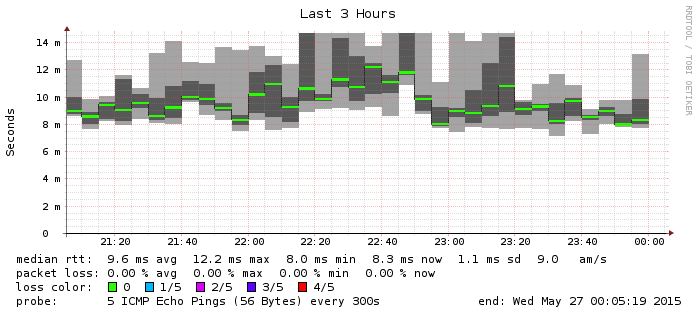 Last 3 Hours
RRDTOOL / TOBI OETIKER
Seconds
14 m
12 m
10 m
8 m
6 m
4 m
2 m
0
21:20 21:40 22:00 22:20 22:40 23:00 23:20 23:40 00:00
median rtt: 9.6 ms avg 12.2 ms max 8.0 ms min 8.3 ms now 1.1 ms sd 9.0 am/s
packet loss: 0.00 % avg 0.00 % max 0.00 % min 0.00 % now
loss color: 0 1/5 2/5 3/5 4/5
probe: 5 ICMP Echo Pings (56 Bytes) every 300s end: Wed May 27 00:05:19 2015